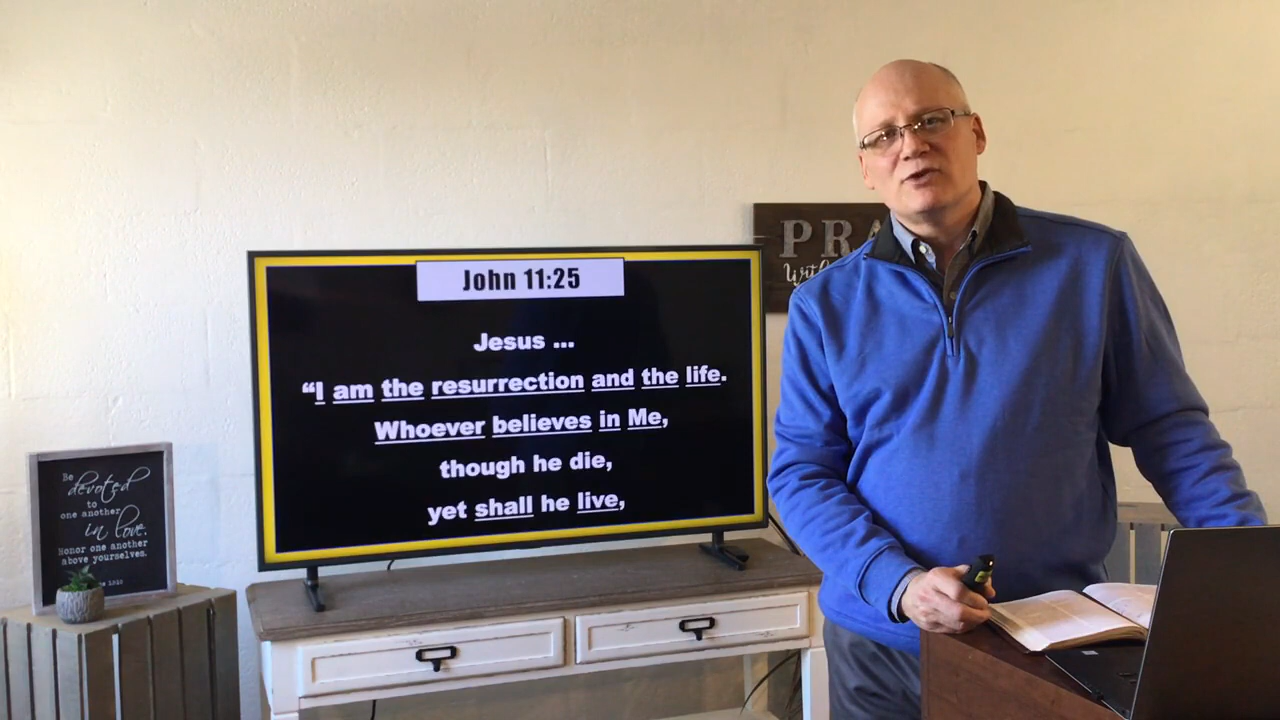 John 11:25
Jesus ...
“I am the resurrection and the life.
Whoever believes in Me,
though he die,
yet shall he live,
PRA
Be
devoted
to
one another
in love.
Honor one another
above yourselves.